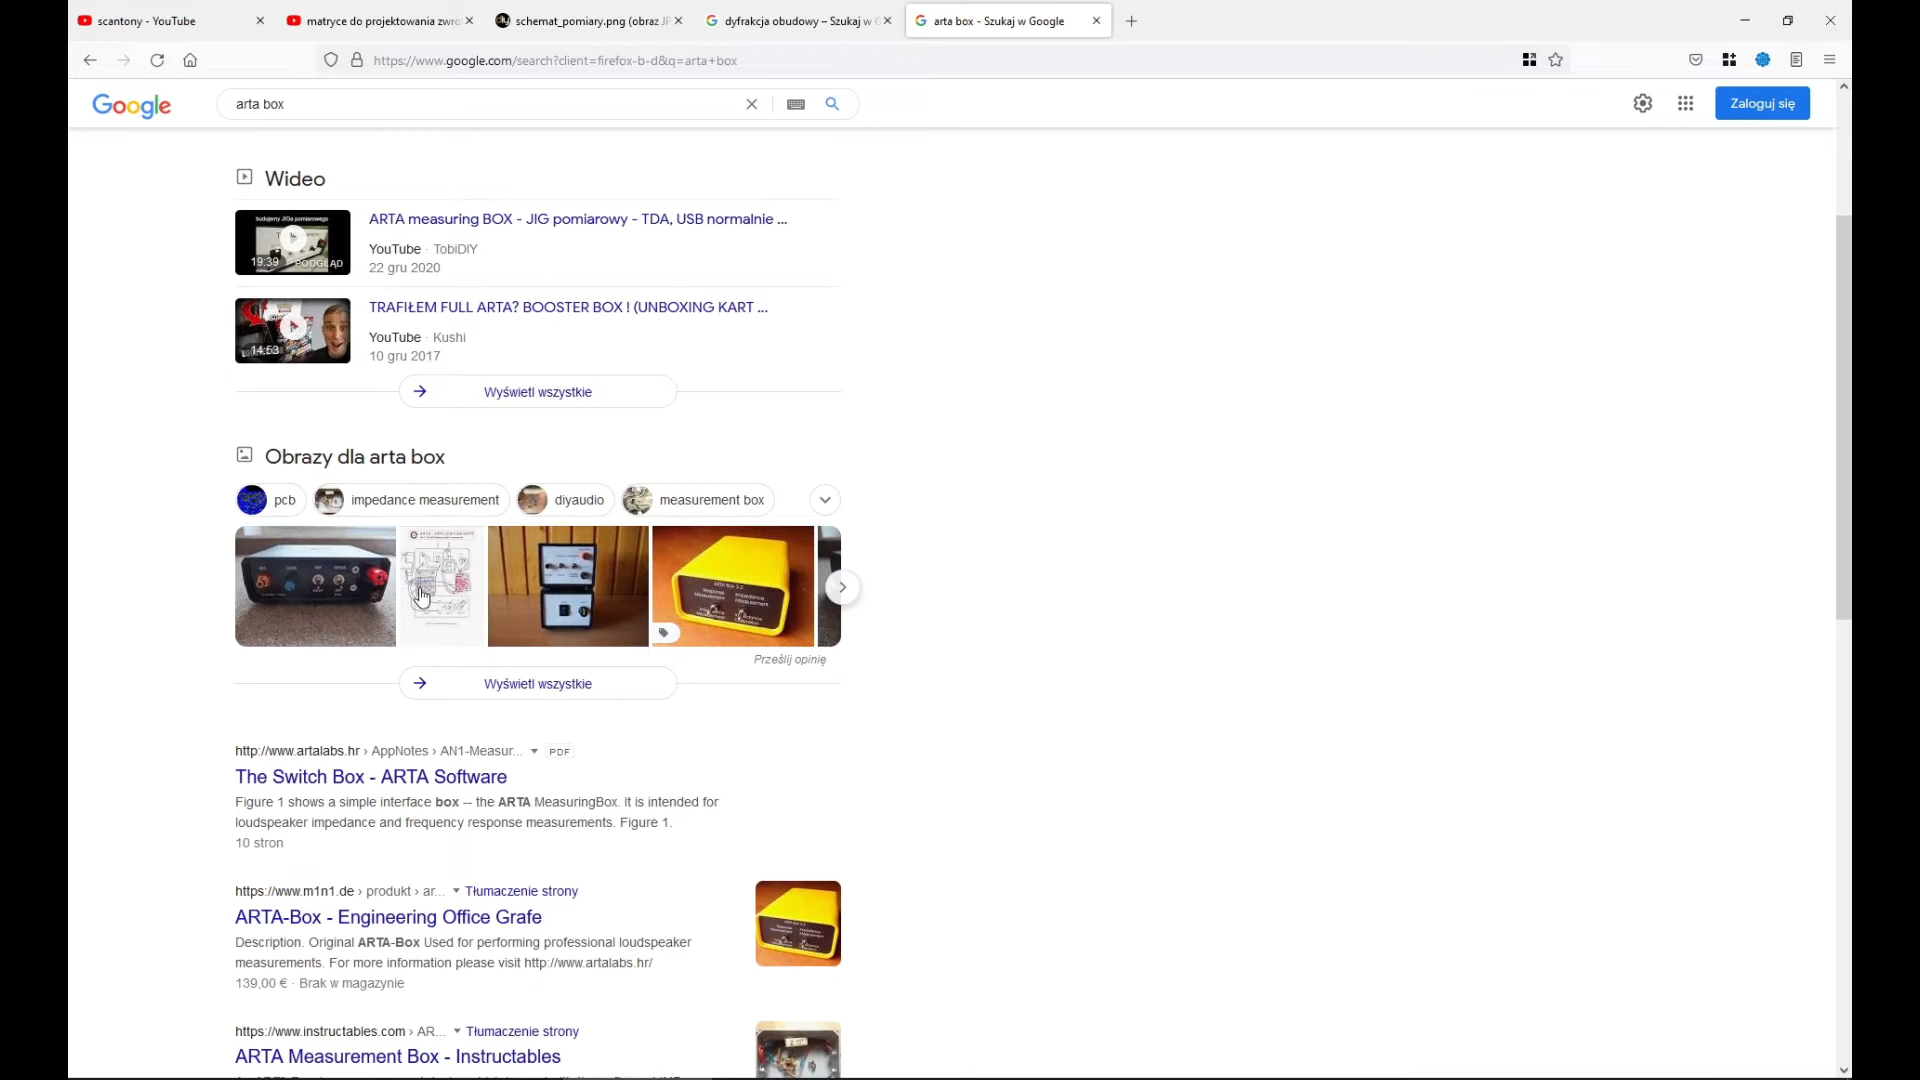 scantony - YouTube
matryce do projektowania zwro
schemat_pomiary.png (obraz JP
dyfrakcja obudowy – Szukaj w G
arta box - Szukaj w Google
https://www.google.com/search?client=firefox-b-d&q=arta+box
Google
arta box
Zaloguj się
Wideo
budujemy JIGa pomiarowego
19:39
PODGLĄD
ARTA measuring BOX - JIG pomiarowy - TDA, USB normalnie ...
YouTube · TobiDIY
22 gru 2020
14:53
TRAFIŁEM FULL ARTA? BOOSTER BOX ! (UNBOXING KART ...
YouTube · Kushi
10 gru 2017
Wyświetl wszystkie
Obrazy dla arta box
pcb
impedance measurement
diyaudio
measurement box
Prześlij opinię
Wyświetl wszystkie
http://www.artalabs.hr › AppNotes › AN1-Measur... PDF
The Switch Box - ARTA Software
Figure 1 shows a simple interface box -- the ARTA MeasuringBox. It is intended for
loudspeaker impedance and frequency response measurements. Figure 1.
10 stron
https://www.m1n1.de › produkt › ar... Tłumaczenie strony
ARTA-Box - Engineering Office Grafe
Description. Original ARTA-Box Used for performing professional loudspeaker
measurements. For more information please visit http://www.artalabs.hr/
139,00 € · Brak w magazynie
https://www.instructables.com › AR... Tłumaczenie strony
ARTA Measurement Box - Instructables